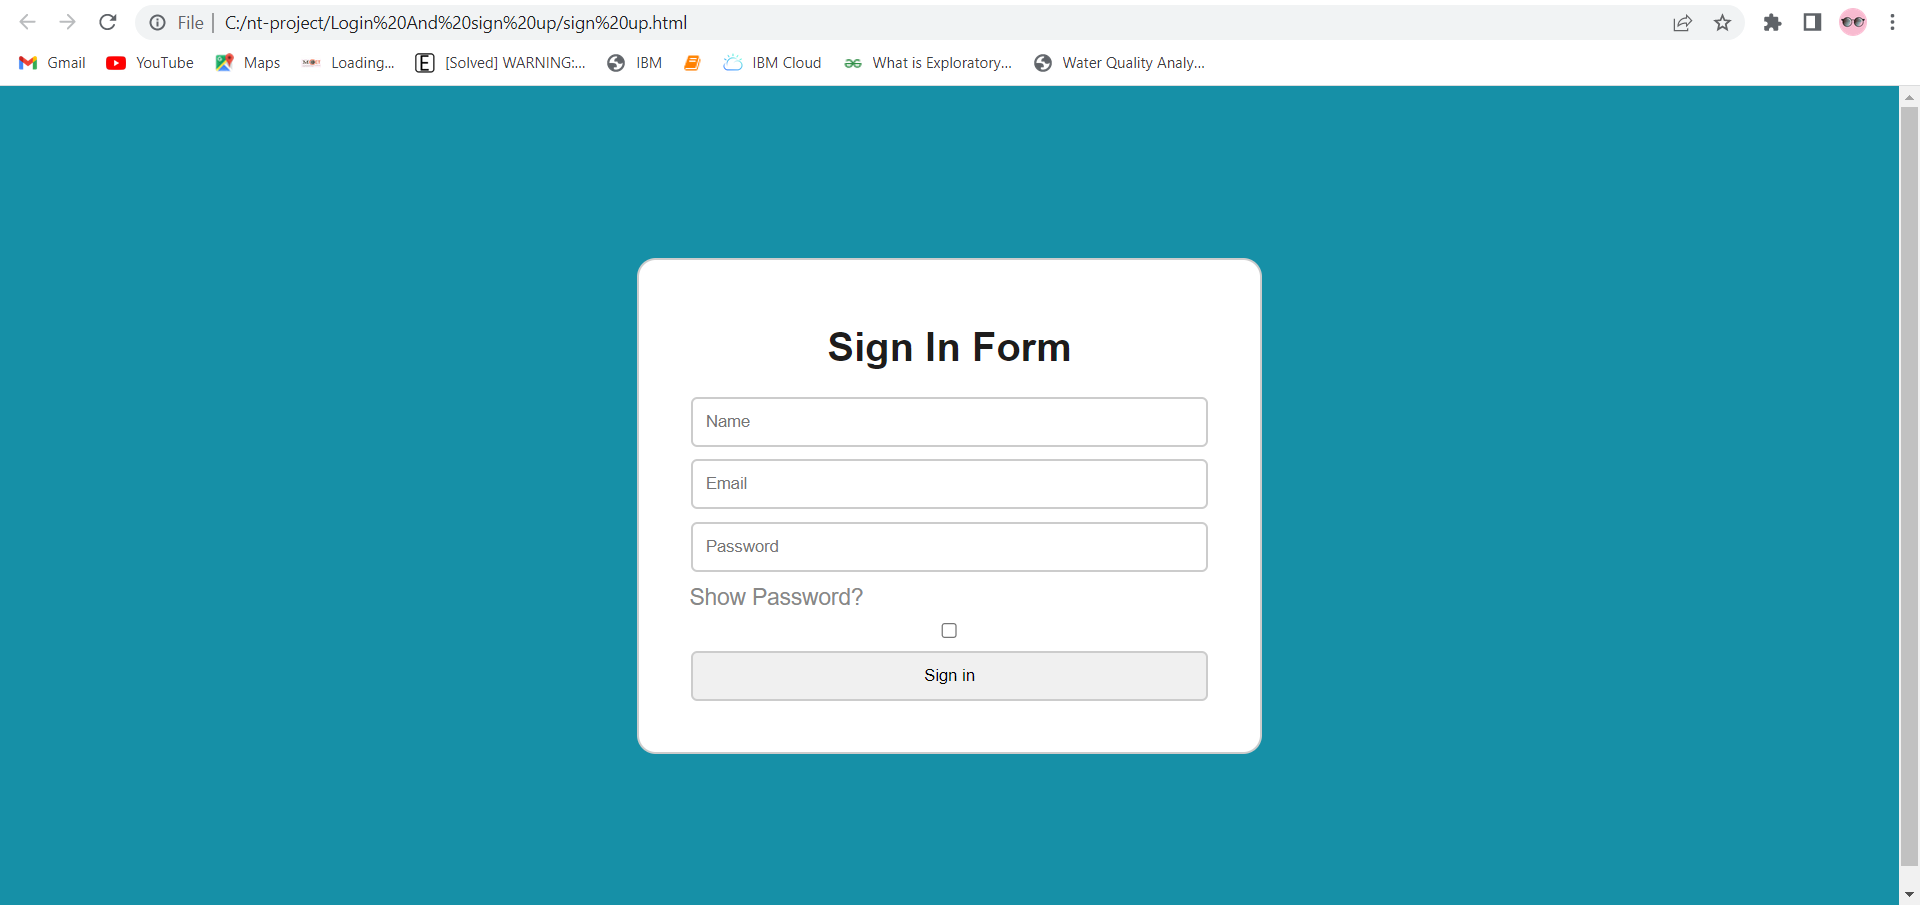 File | C:/nt-project/Login%20And%20sign%20up/sign%20up.html
Gmail YouTube Maps Loading... [Solved] WARNING:... IBM IBM Cloud What is Exploratory... Water Quality Analy...
Sign In Form
Name
Email
Password
Show Password?
Sign in